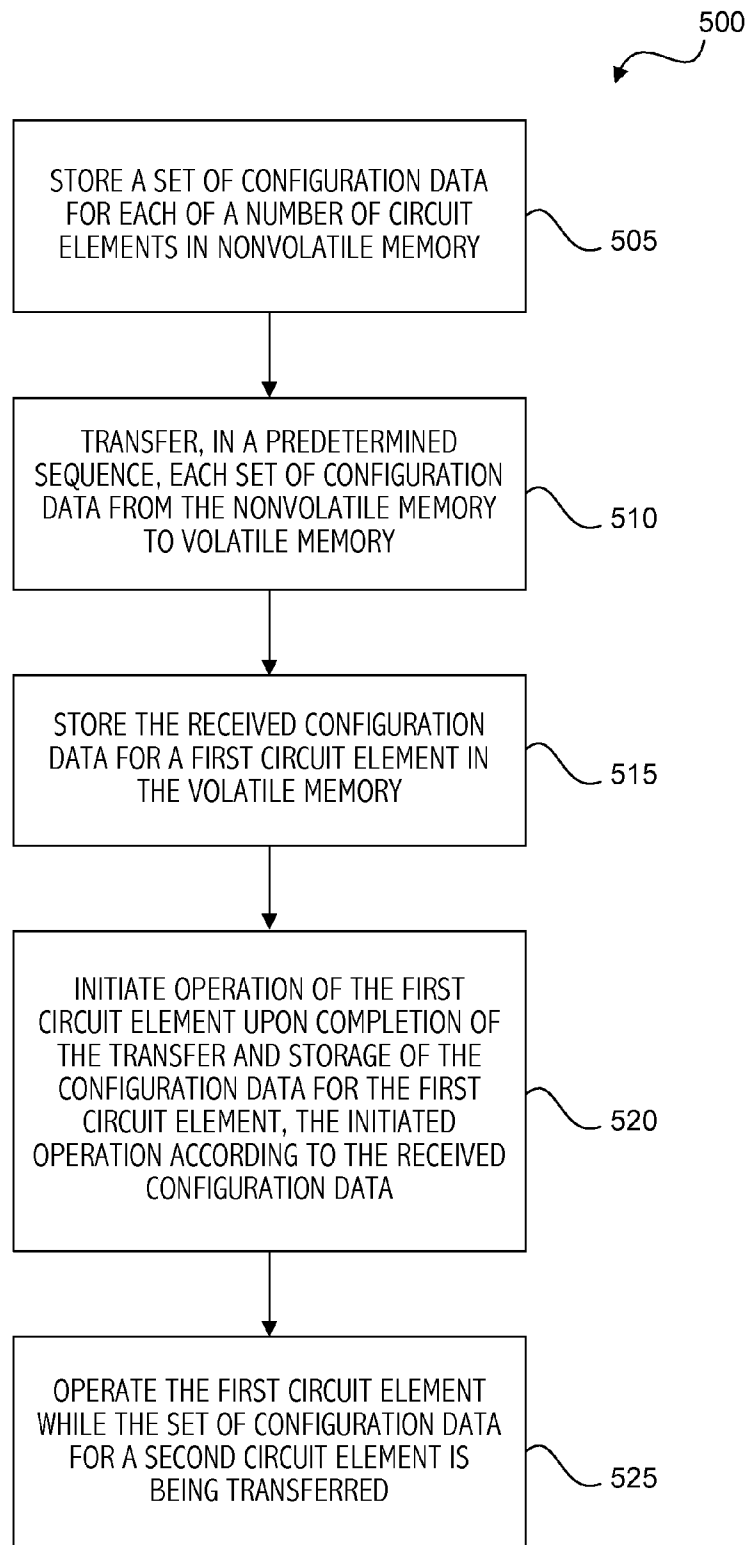 500
STORE A SET OF CONFIGURATION DATA
FOR EACH OF A NUMBER OF CIRCUIT
ELEMENTS IN NONVOLATILE MEMORY
505
TRANSFER, IN A PREDETERMINED
SEQUENCE, EACH SET OF CONFIGURATION
DATA FROM THE NONVOLATILE MEMORY
TO VOLATILE MEMORY
510
STORE THE RECEIVED CONFIGURATION
DATA FOR A FIRST CIRCUIT ELEMENT IN
THE VOLATILE MEMORY
515
INITIATE OPERATION OF THE FIRST
CIRCUIT ELEMENT UPON COMPLETION OF
THE TRANSFER AND STORAGE OF THE
CONFIGURATION DATA FOR THE FIRST
CIRCUIT ELEMENT, THE INITIATED
OPERATION ACCORDING TO THE RECEIVED
CONFIGURATION DATA
520
OPERATE THE FIRST CIRCUIT ELEMENT
WHILE THE SET OF CONFIGURATION DATA
FOR A SECOND CIRCUIT ELEMENT IS
BEING TRANSFERRED
525